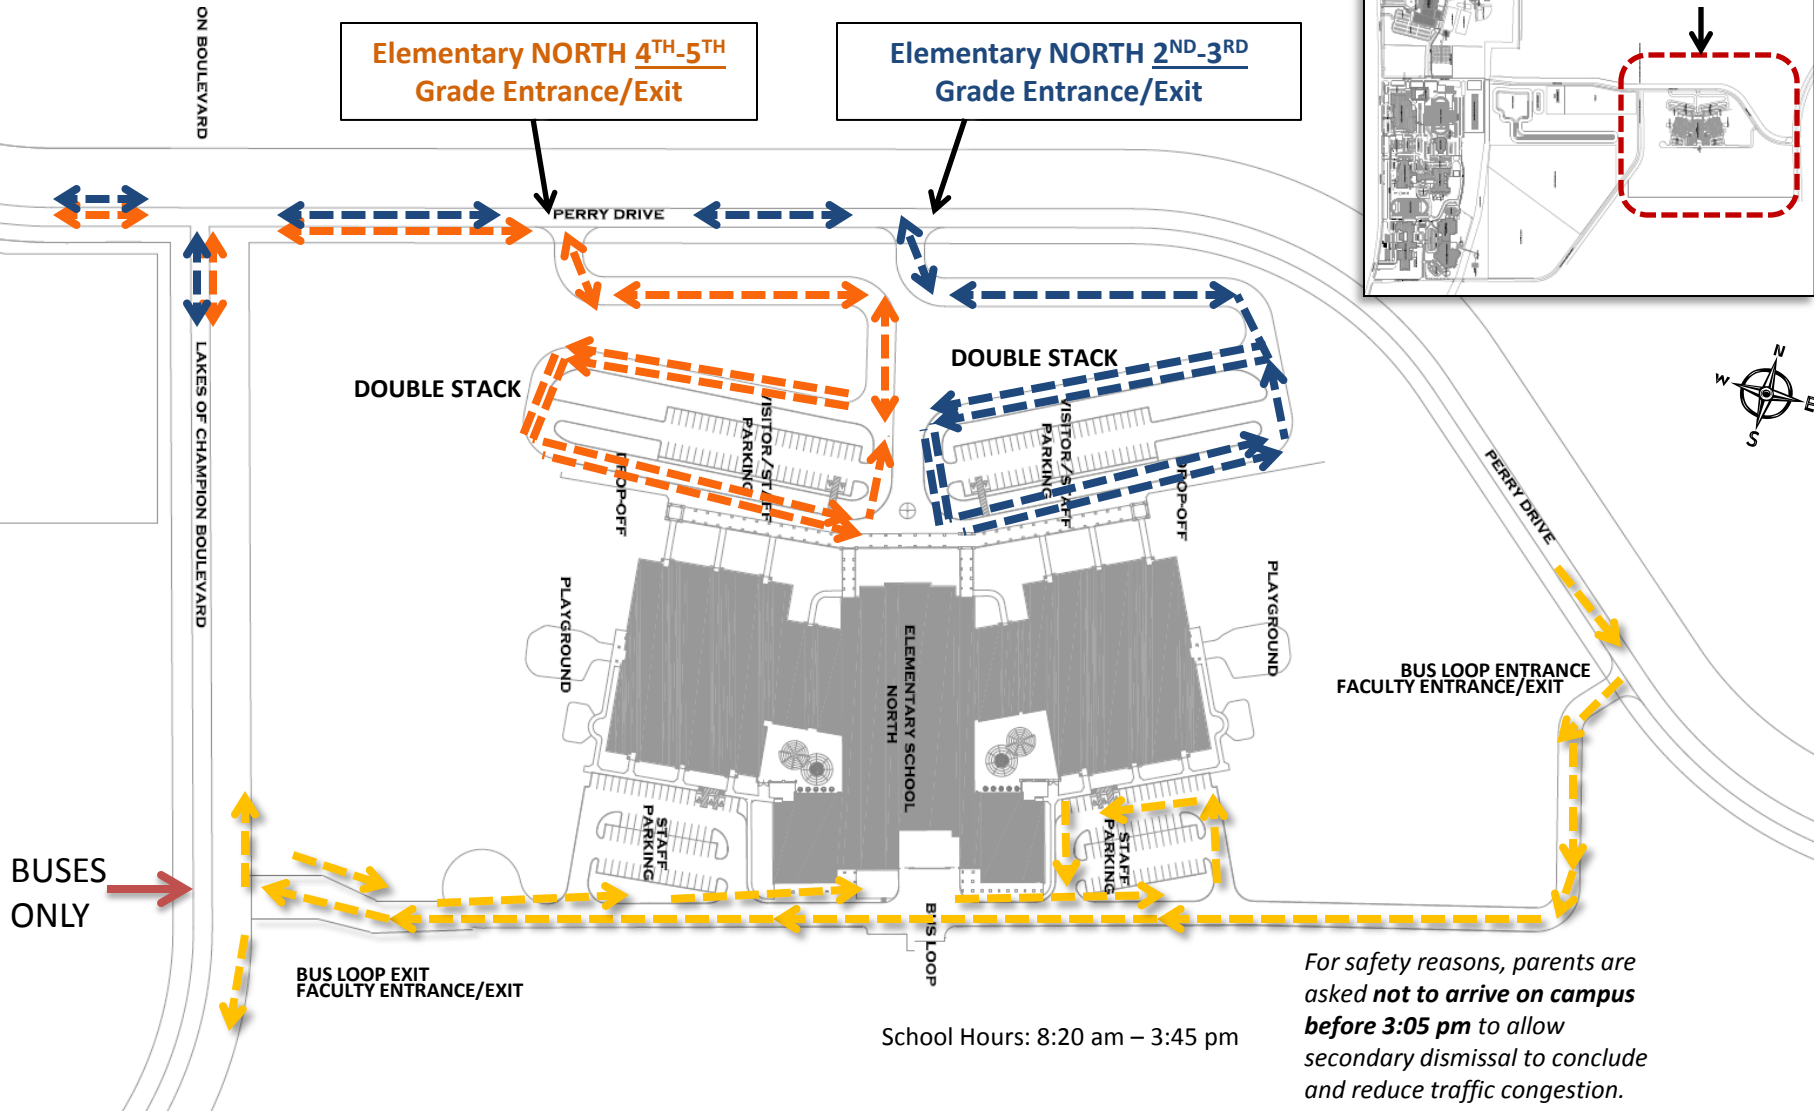 ON BOULEVARD
Elementary NORTH 4TH-5TH
Grade Entrance/Exit
Elementary NORTH 2ND-3RD
Grade Entrance/Exit
PERRY DRIVE
DOUBLE STACK
DOUBLE STACK
LAKES OF CHAMPION BOULEVARD
VISITOR/STAFF
PARKING
VISITOR/STAFF
PARKING
DROP-OFF
DROP-OFF
N
W
E
S
PERRY DRIVE
PLAYGROUND
PLAYGROUND
ELEMENTARY SCHOOL
NORTH
BUS LOOP ENTRANCE
FACULTY ENTRANCE/EXIT
STAFF
PARKING
STAFF
PARKING
BUSES
ONLY
BUS LOOP
BUS LOOP EXIT
FACULTY ENTRANCE/EXIT
School Hours: 8:20 am – 3:45 pm
For safety reasons, parents are
asked not to arrive on campus
before 3:05 pm to allow
secondary dismissal to conclude
and reduce traffic congestion.